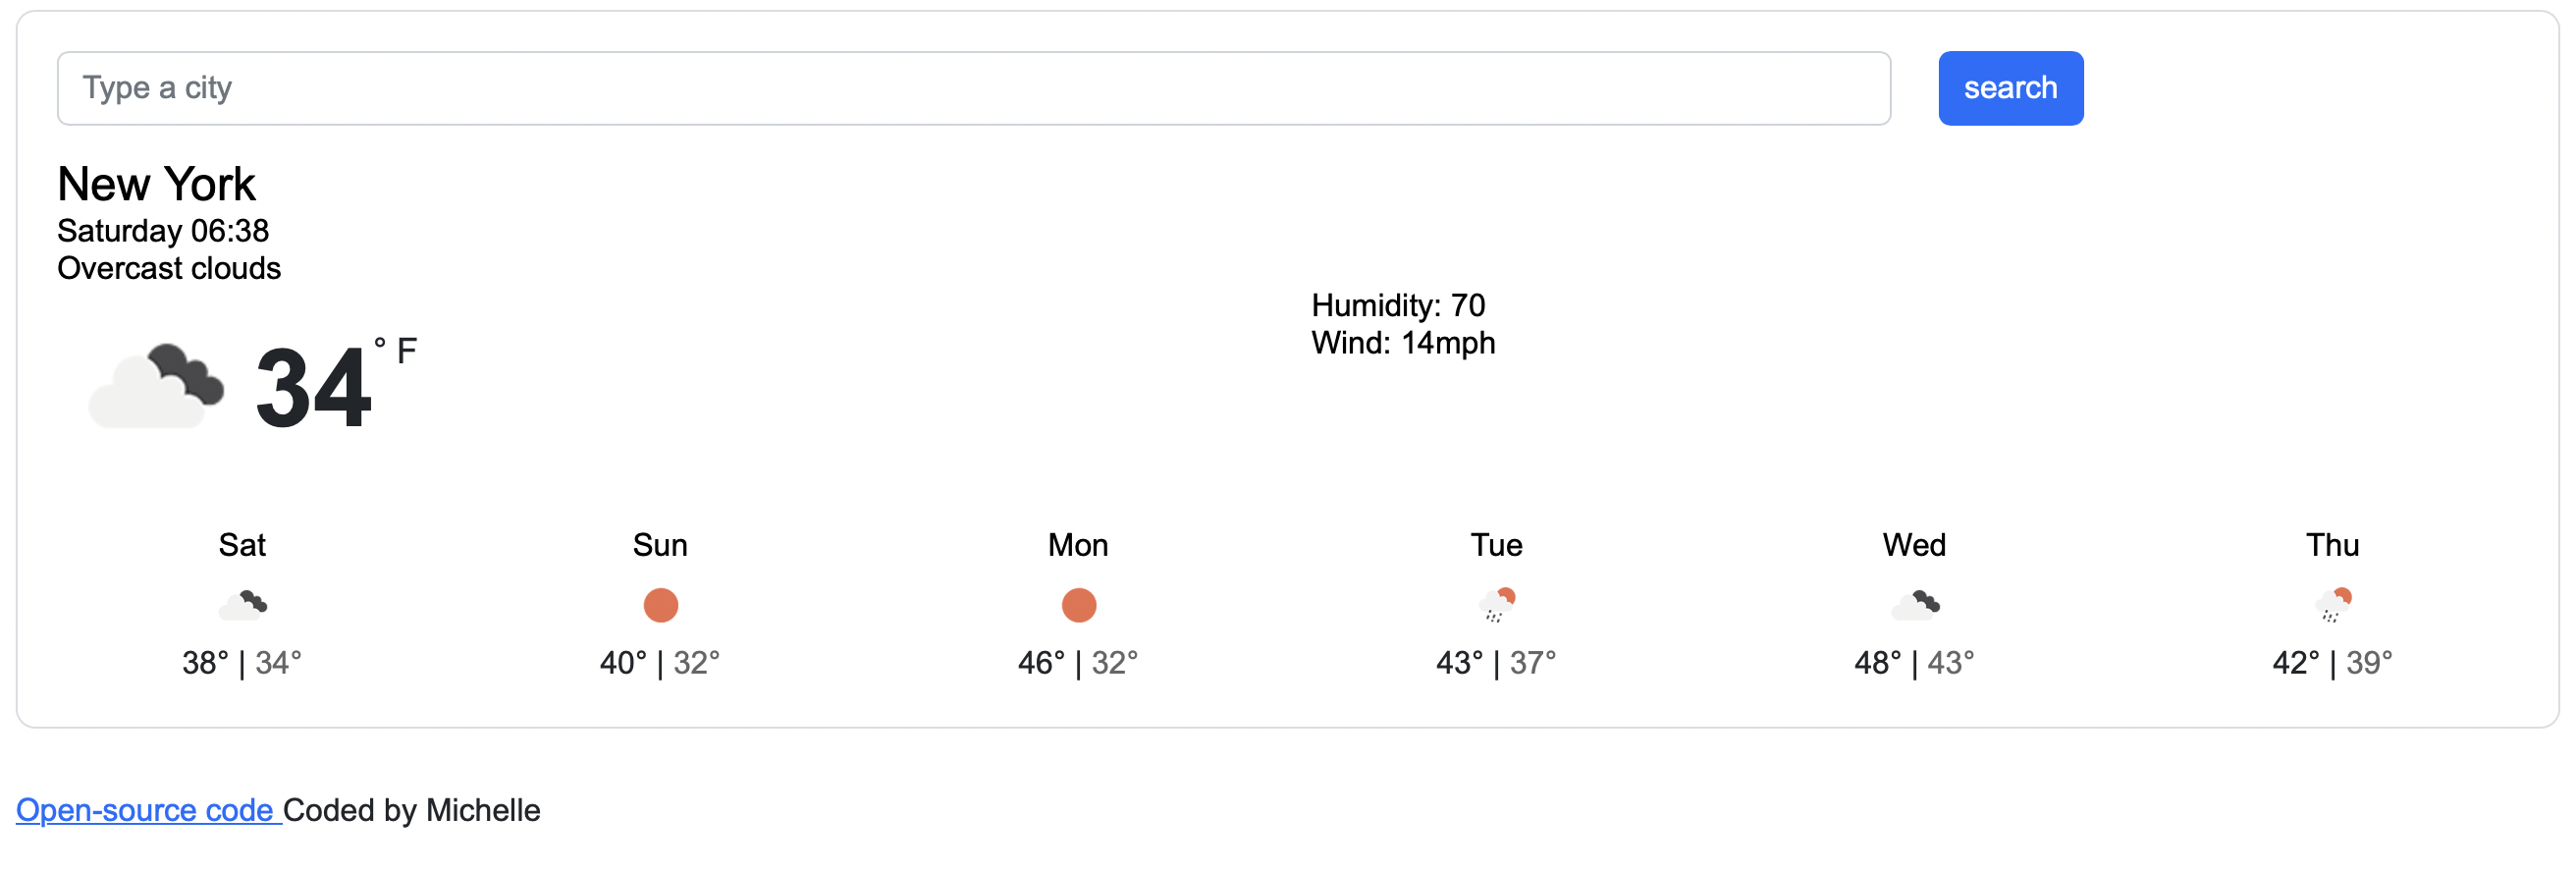 Type a city
search
New York
Saturday 06:38
Overcast clouds
Humidity: 70
Wind: 14mph
34° F
Sat Sun Mon Tue Wed Thu
38° | 34° 40° | 32° 46° | 32° 43° | 37° 48° | 43° 42° | 39°
Open-source code Coded by Michelle